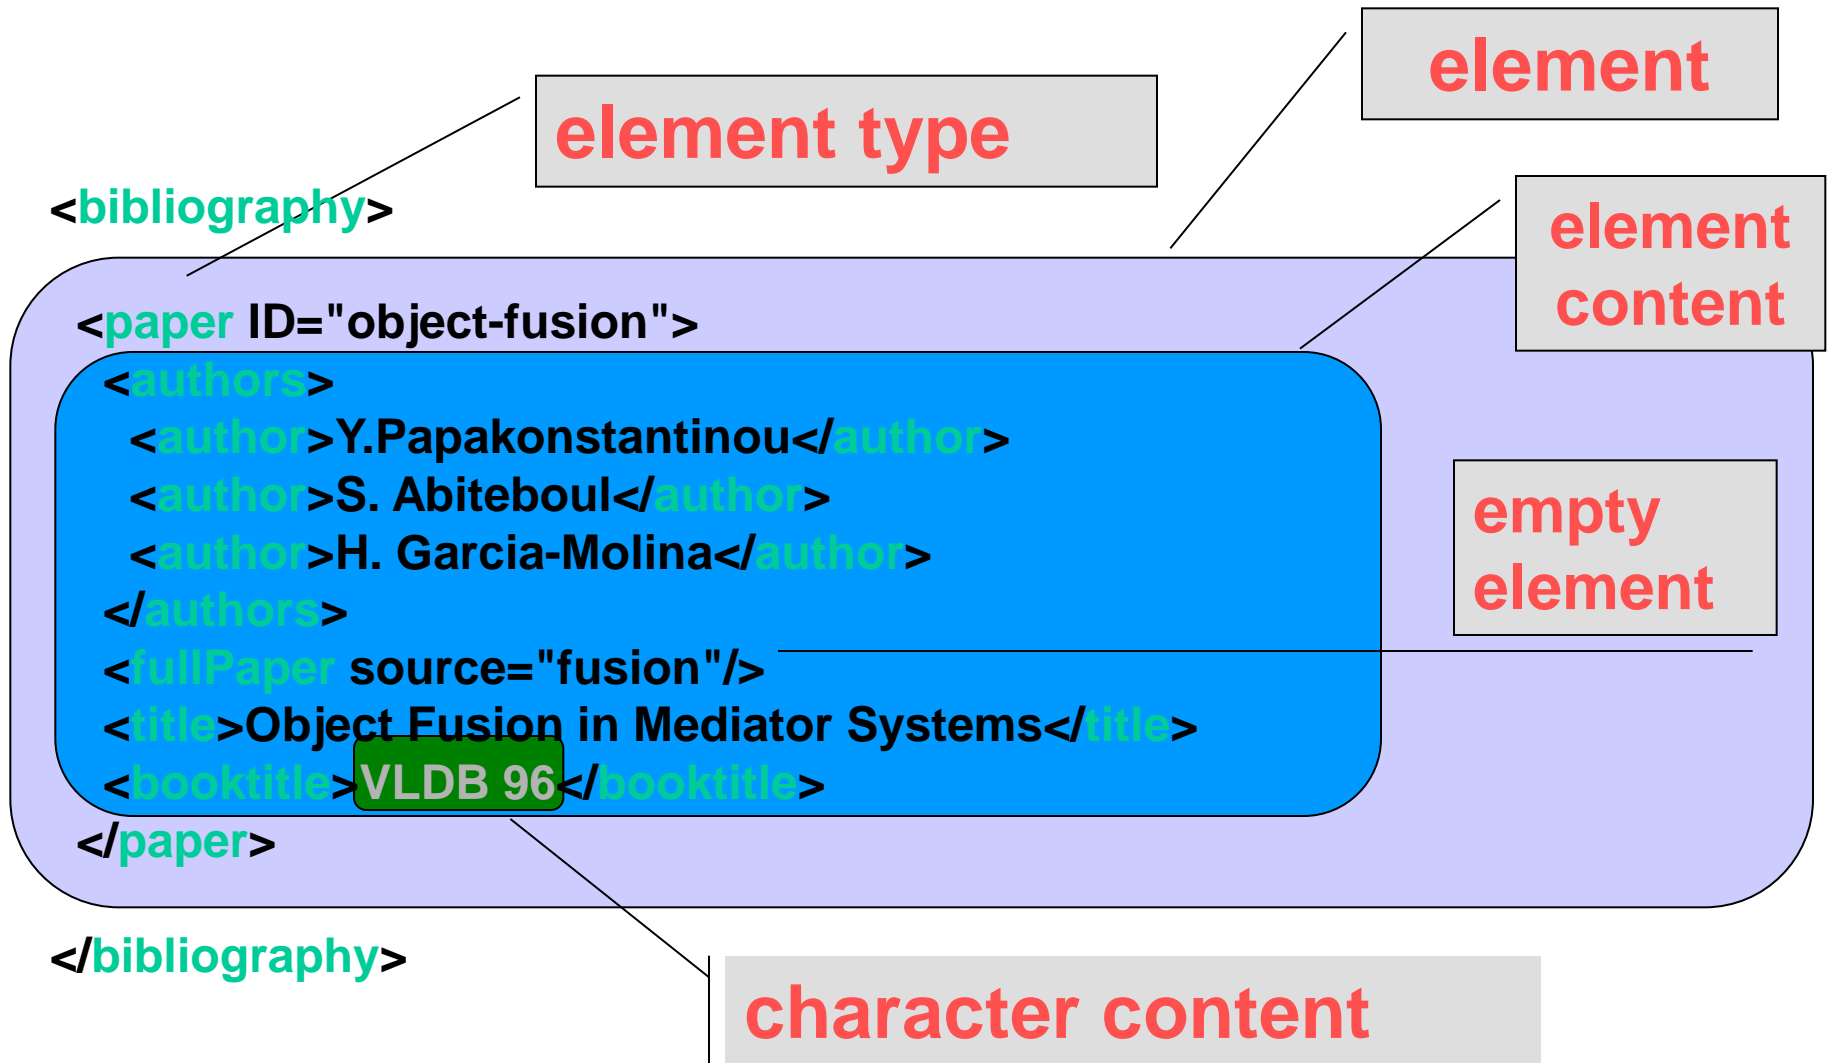 element
element type
<bibliography>
element
content
<paper ID="object-fusion">
<authors>
<author>Y.Papakonstantinou</author>
<author>S. Abiteboul</author>
<author>H. Garcia-Molina</author>
</authors>
empty
element
<fullPaper source="fusion"/>
<title>Object Fusion in Mediator Systems</title>
<booktitle>VLDB 96</booktitle>
</paper>
</bibliography>
character content